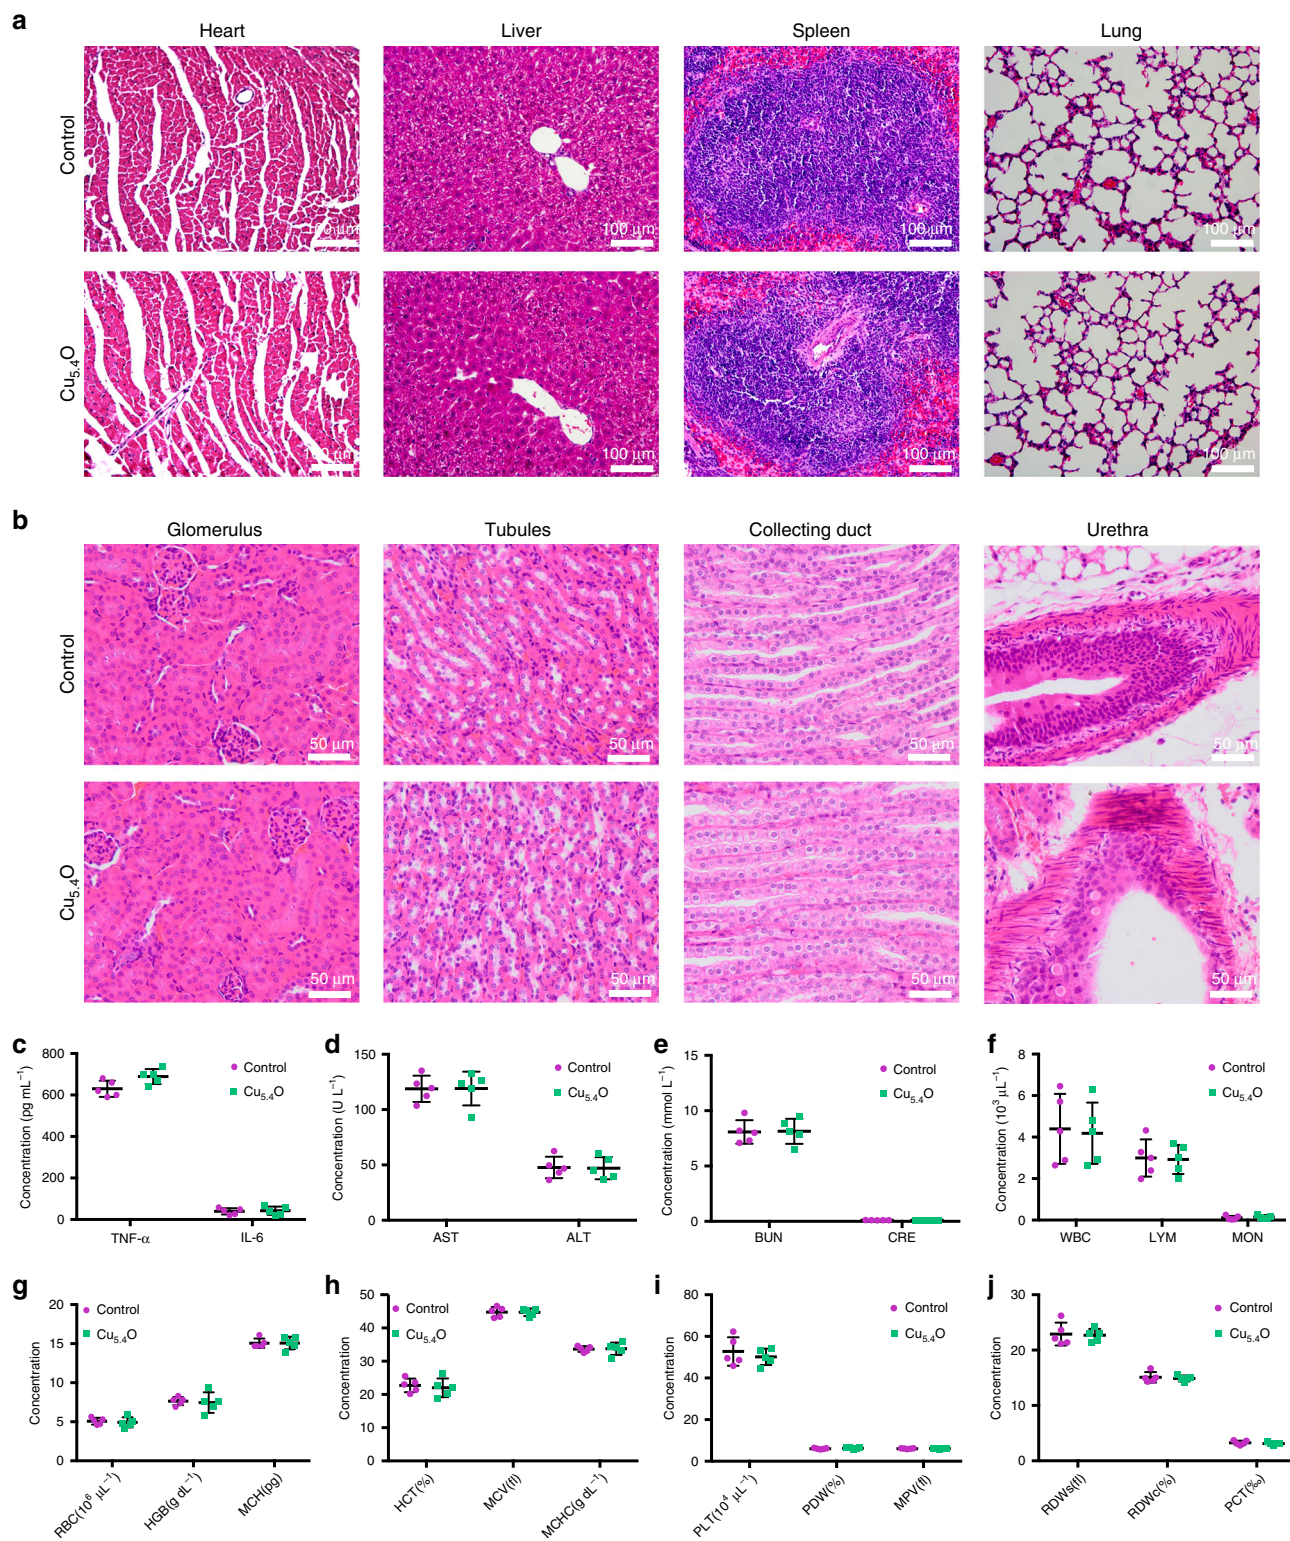 a
Heart Liver Spleen Lung
Control
100 μm 100 μm 100 μm 100 μm
Cu5.4O
100 μm 100 μm 100 μm 100 μm
b
Glomerulus Tubules Collecting duct Urethra
Control
50 μm 50 μm 50 μm 50 μm
Cu5.4O
50 μm 50 μm 50 μm 50 μm
c
Concentration (pg mL−1)
800
600
400
200
0
Control
Cu5.4O
TNF-α IL-6
d
Concentration (U L−1)
150
100
50
0
Control
Cu5.4O
AST ALT
e
Concentration (mmol L−1)
15
10
5
0
Control
Cu5.4O
BUN CRE
f
Concentration (10³ μL−1)
8
6
4
2
0
Control
Cu5.4O
WBC LYM MON
g
Concentration
20
15
10
5
0
Control
Cu5.4O
RBC(10⁶ μL−1) HGB(g dL−1) MCH(pg)
h
Concentration
50
40
30
20
10
0
Control
Cu5.4O
HCT(%) MCV(fl) MCHC(g dL−1)
i
Concentration
80
60
40
20
0
Control
Cu5.4O
PLT(10⁴ μL−1) PDW(%) MPV(fl)
j
Concentration
30
20
10
0
Control
Cu5.4O
RDWs(fl) RDWc(%) PCT(‰)